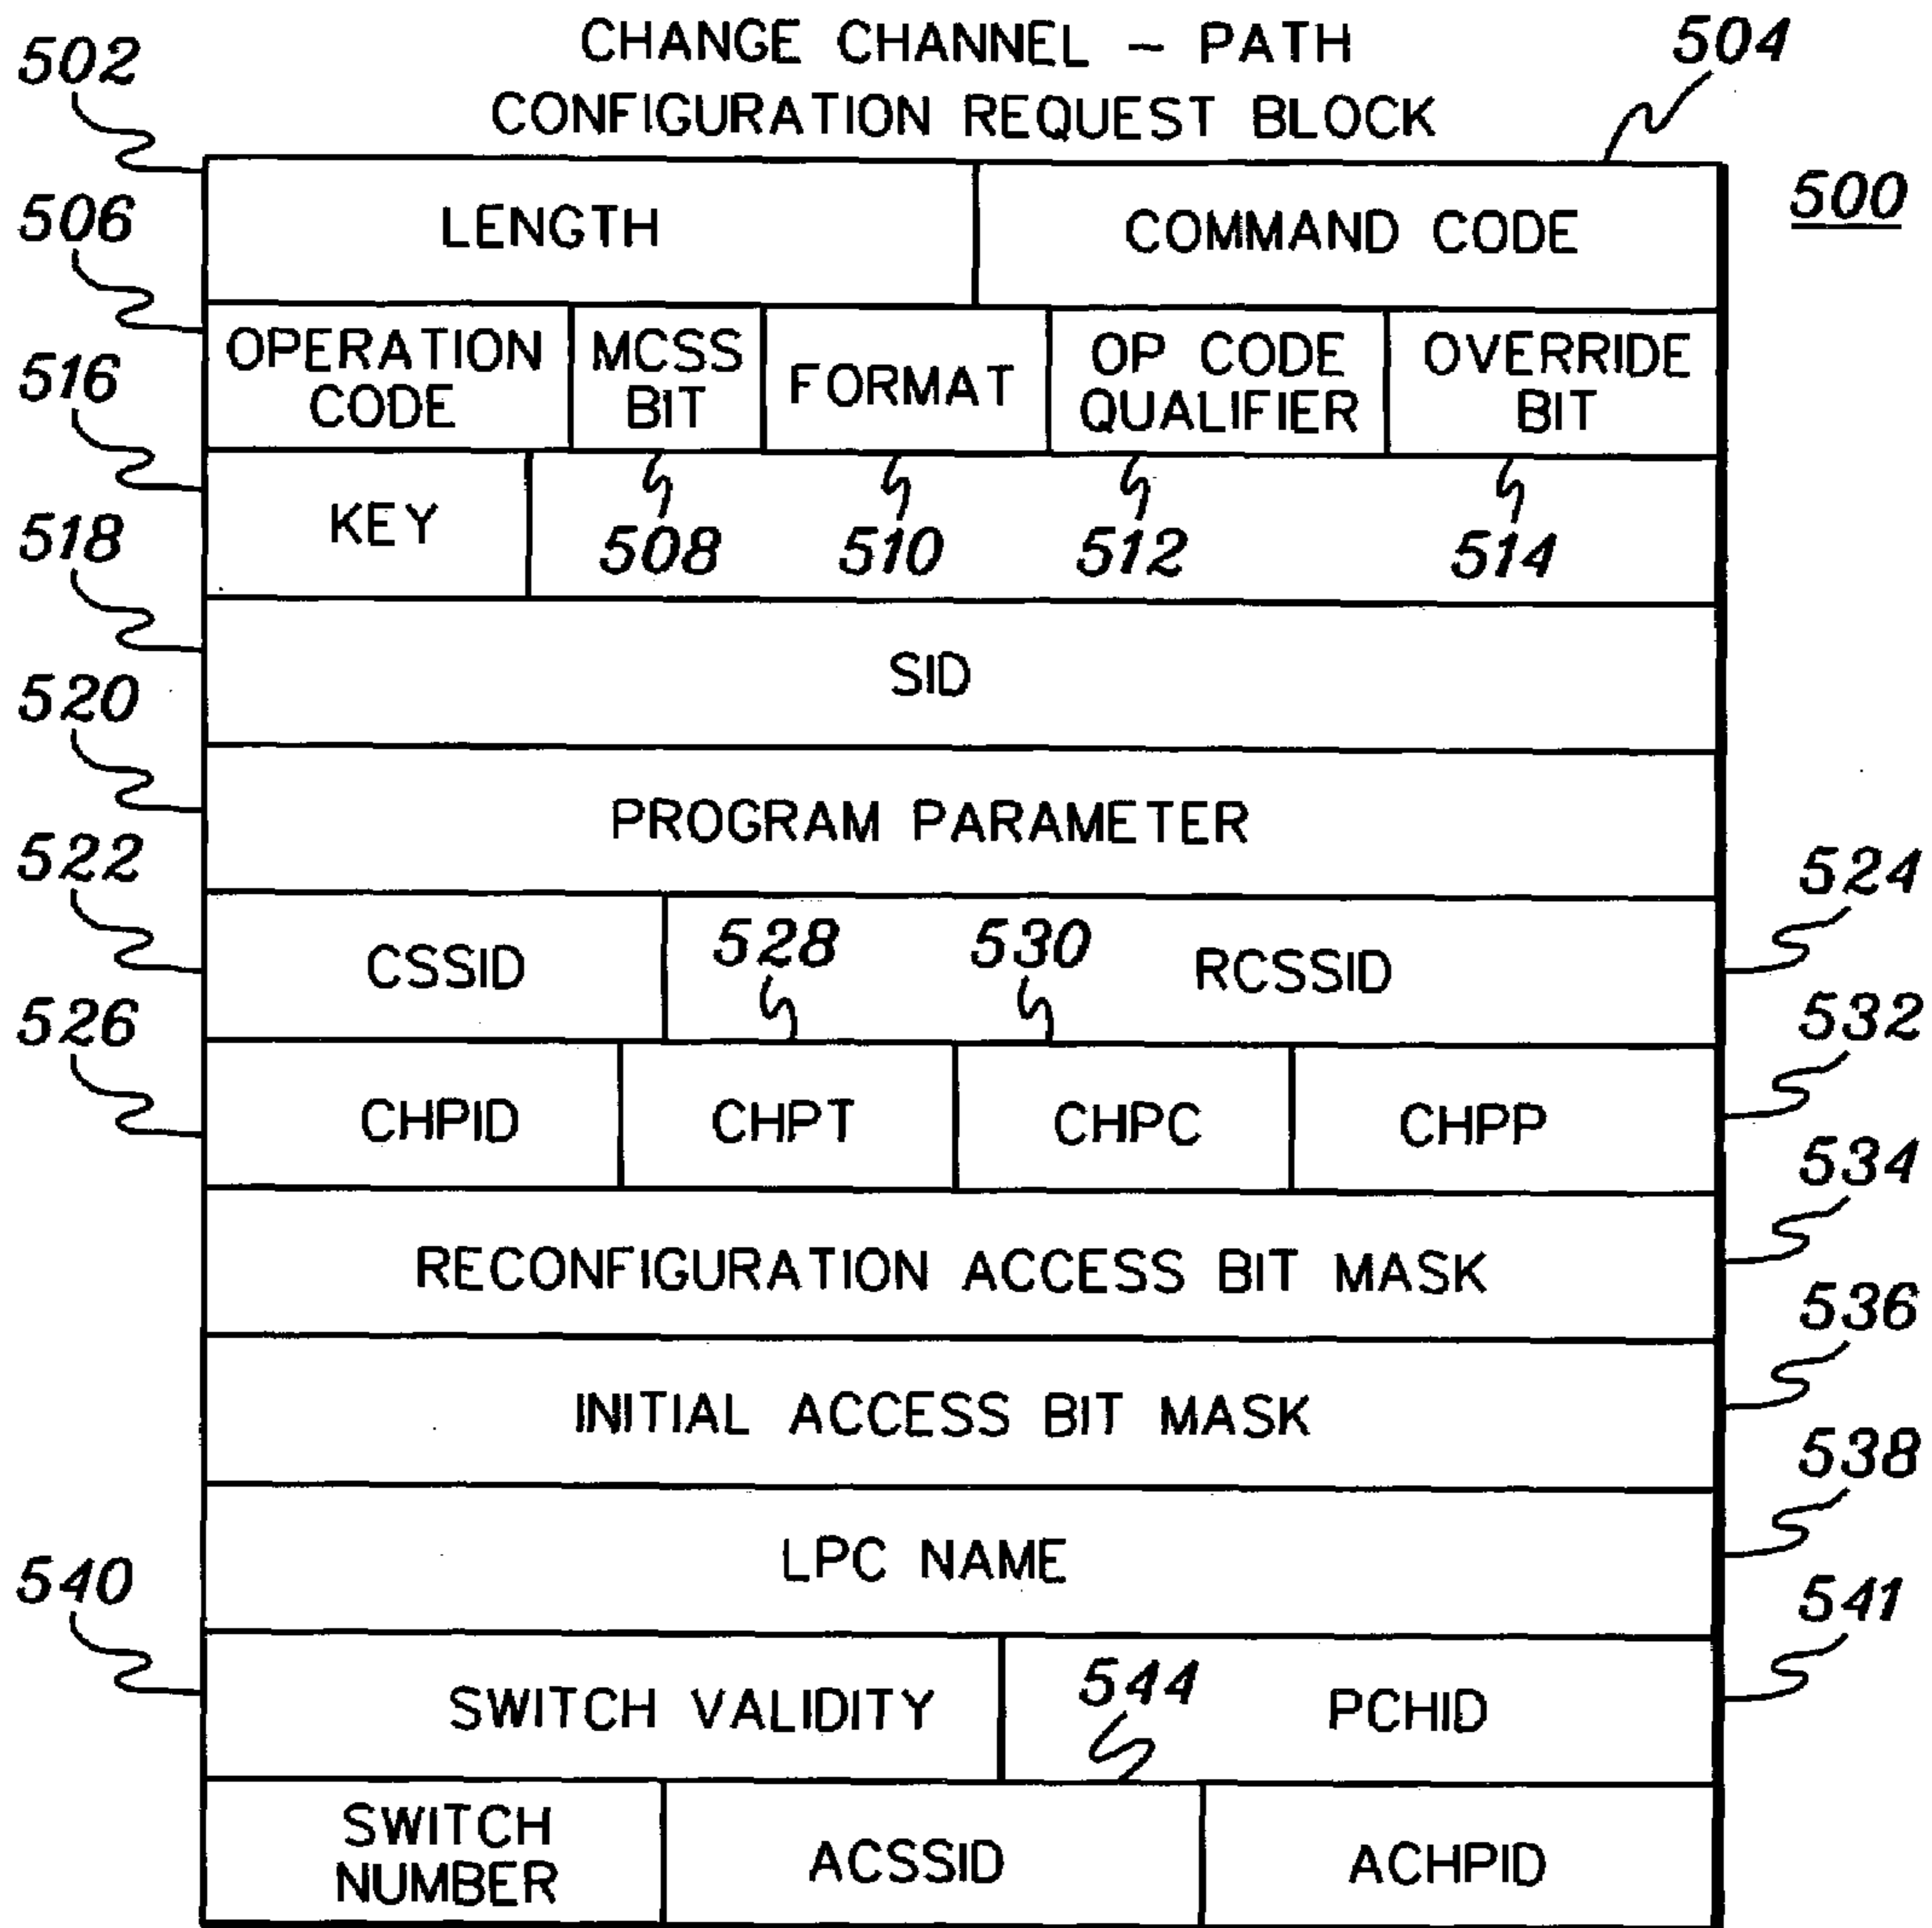 CHANGE CHANNEL - PATH
CONFIGURATION REQUEST BLOCK
502
504
500
LENGTH
COMMAND CODE
506
OPERATION CODE
MCSS BIT
FORMAT
OP CODE QUALIFIER
OVERRIDE BIT
516
KEY
508
510
512
514
518
SID
520
PROGRAM PARAMETER
522
CSSID
528
530
RCSSID
524
526
CHPID
CHPT
CHPC
CHPP
532
RECONFIGURATION ACCESS BIT MASK
534
INITIAL ACCESS BIT MASK
536
LPC NAME
538
540
SWITCH VALIDITY
544
PCHID
541
SWITCH NUMBER
ACSSID
ACHPID